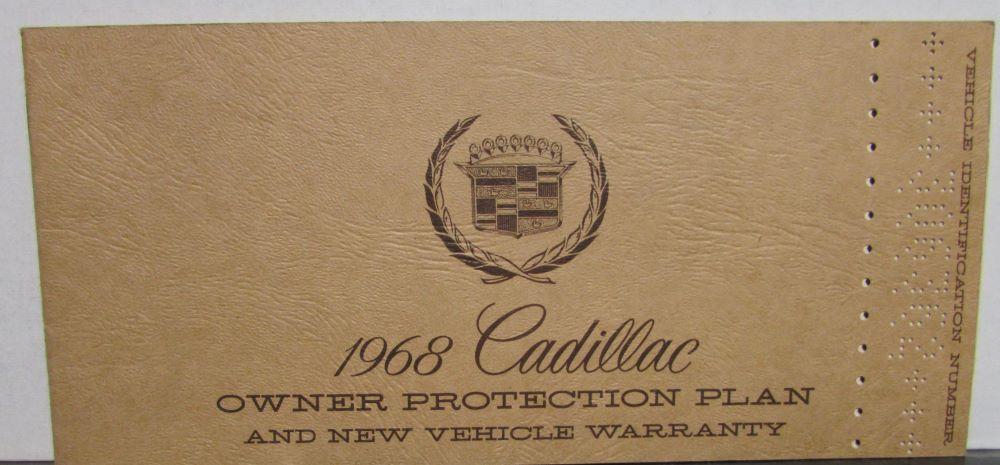 1968 Cadillac
OWNER PROTECTION PLAN
AND NEW VEHICLE WARRANTY
VEHICLE IDENTIFICATION NUMBER